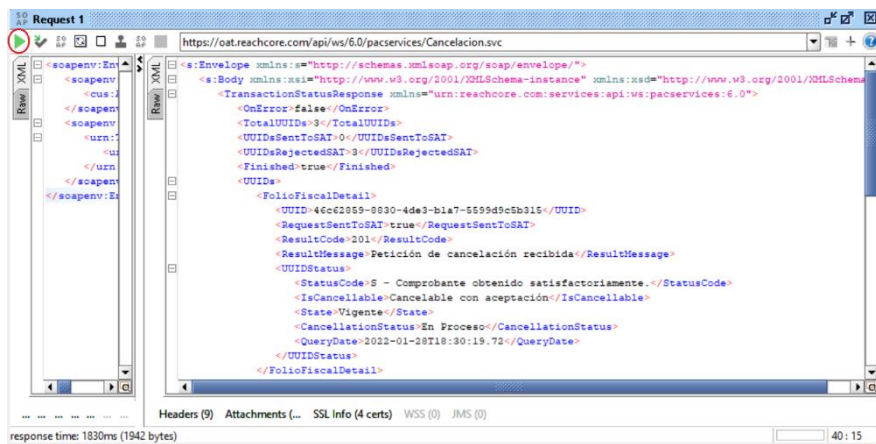 SOAP Request 1
https://oat.reachcore.com/api/ws/6.0/pacservices/Cancelacion.svc
XML
Raw
<soapenv:En
<soapenv
<cus:
</soapenv
<soapenv
<urn:
<u
</urn
</soapen
</soapenv:En
XML
Raw
<s:Envelope xmlns:s="http://schemas.xmlsoap.org/soap/envelope/">
<s:Body xmlns:xsi="http://www.w3.org/2001/XMLSchema-instance" xmlns:xsd="http://www.w3.org/2001/XMLSchema
<TransactionStatusResponse xmlns="urn:reachcore.com:services:api:ws:pacservices:6.0">
<OnError>false</OnError>
<TotalUUIDs>3</TotalUUIDs>
<UUIDsSentToSAT>0</UUIDsSentToSAT>
<UUIDsRejectedSAT>3</UUIDsRejectedSAT>
<Finished>true</Finished>
<UUIDs>
<FolioFiscalDetail>
<UUID>46c62859-8830-4de3-b1a7-5599d9c5b315</UUID>
<RequestSentToSAT>true</RequestSentToSAT>
<ResultCode>201</ResultCode>
<ResultMessage>Petición de cancelación recibida</ResultMessage>
<UUIDStatus>
<StatusCode>S - Comprobante obtenido satisfactoriamente.</StatusCode>
<IsCancellable>Cancelable con aceptación</IsCancellable>
<State>Vigente</State>
<CancellationStatus>En Proceso</CancellationStatus>
<QueryDate>2022-01-28T18:30:19.72</QueryDate>
</UUIDStatus>
</FolioFiscalDetail>
... ... ... ... ... ... ...
Headers (9) Attachments (... SSL Info (4 certs) WSS (0) JMS (0)
response time: 1830ms (1942 bytes)
40 : 15